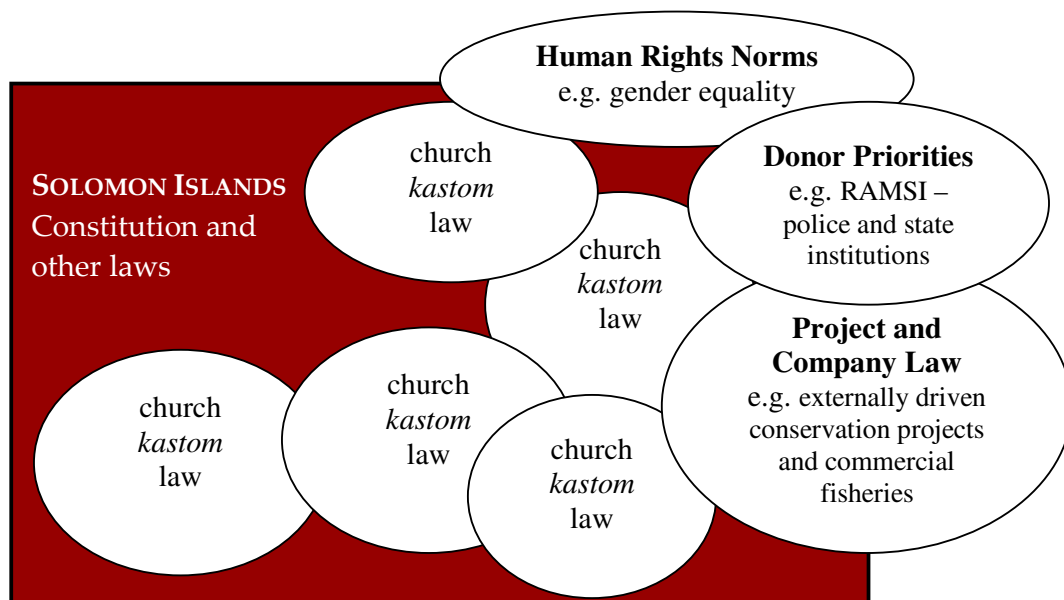 Human Rights Norms
e.g. gender equality
church
kastom
law
SOLOMON ISLANDS
Constitution and
other laws
Donor Priorities
e.g. RAMSI –
police and state
institutions
church
kastom
law
Project and
Company Law
e.g. externally driven
conservation projects
and commercial
fisheries
church
kastom
law
church
kastom
law
church
kastom
law